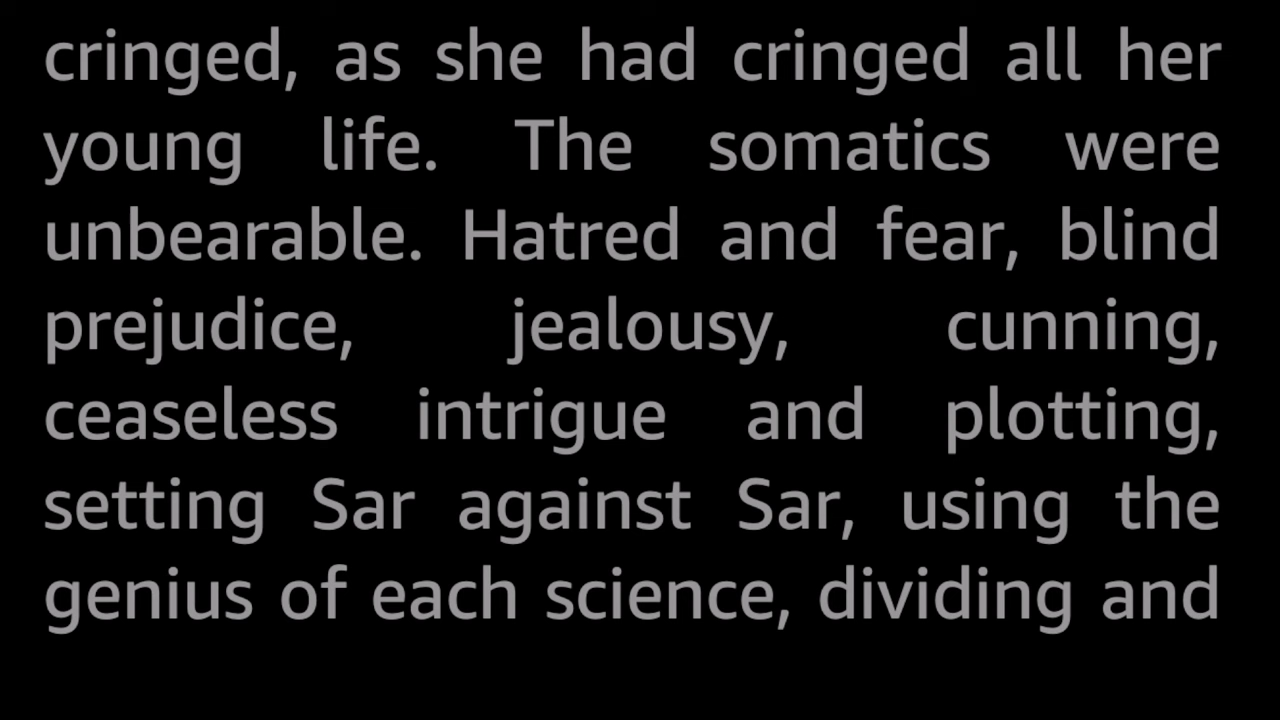 cringed, as she had cringed all her
young life. The somatics were
unbearable. Hatred and fear, blind
prejudice, jealousy, cunning,
ceaseless intrigue and plotting,
setting Sar against Sar, using the
genius of each science, dividing and